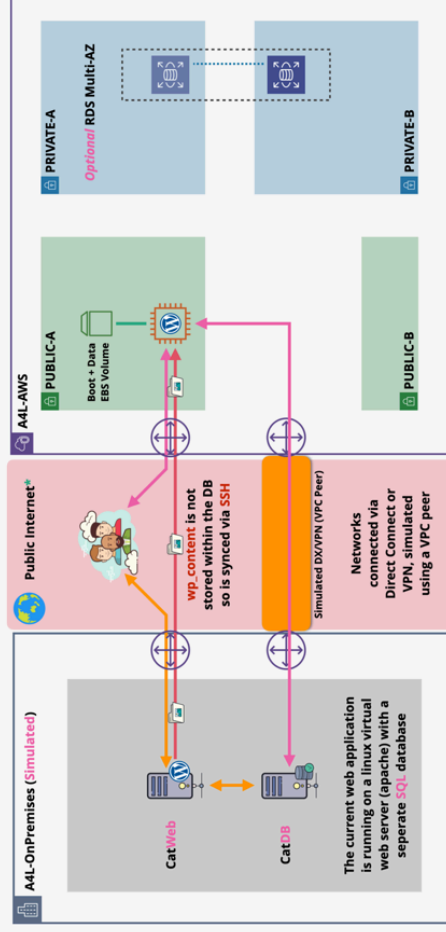 A4L-OnPremises (Simulated)
CatWeb
CatDB
The current web application
is running on a linux virtual
web server (apache) with a
seperate SQL database
Public Internet*
wp_content is not
stored within the DB
so is synced via SSH
Simulated DX/VPN (VPC Peer)
Networks
connected via
Direct Connect or
VPN, simulated
using a VPC peer
A4L-AWS
PUBLIC-A
Boot + Data
EBS Volume
PUBLIC-B
PRIVATE-A
Optional RDS Multi-AZ
PRIVATE-B